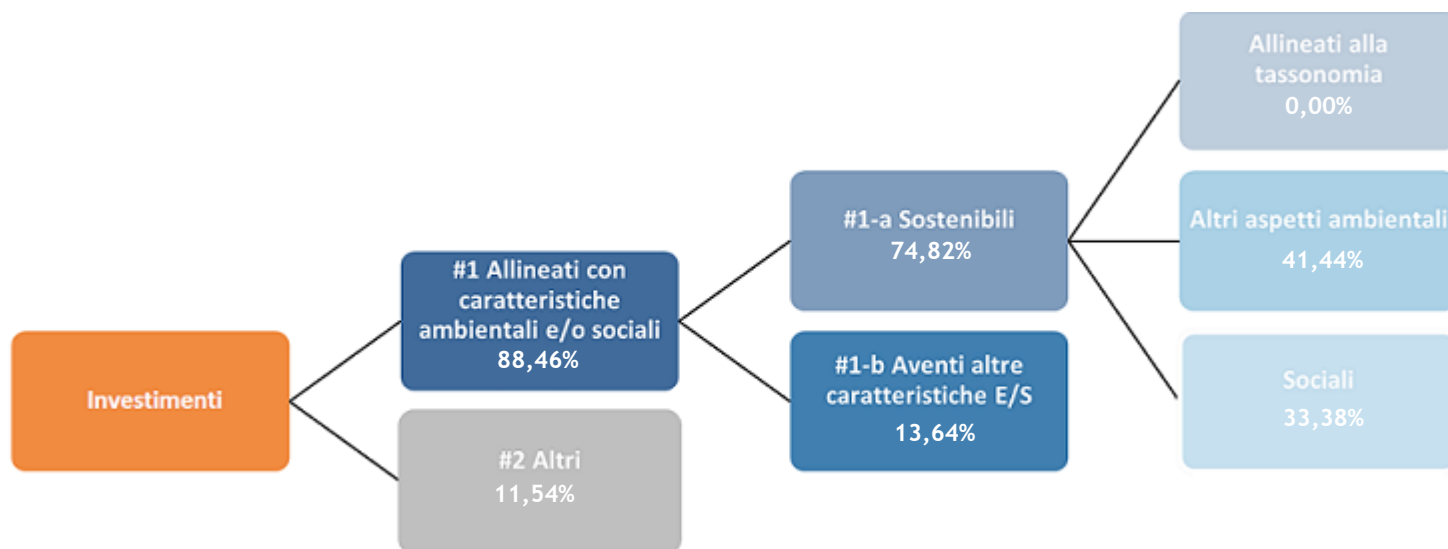 Investimenti
#1 Allineati con
caratteristiche
ambientali e/o sociali
88,46%
#2 Altri
11,54%
#1-a Sostenibili
74,82%
#1-b Aventi altre
caratteristiche E/S
13,64%
Allineati alla
tassonomia
0,00%
Altri aspetti ambientali
41,44%
Sociali
33,38%